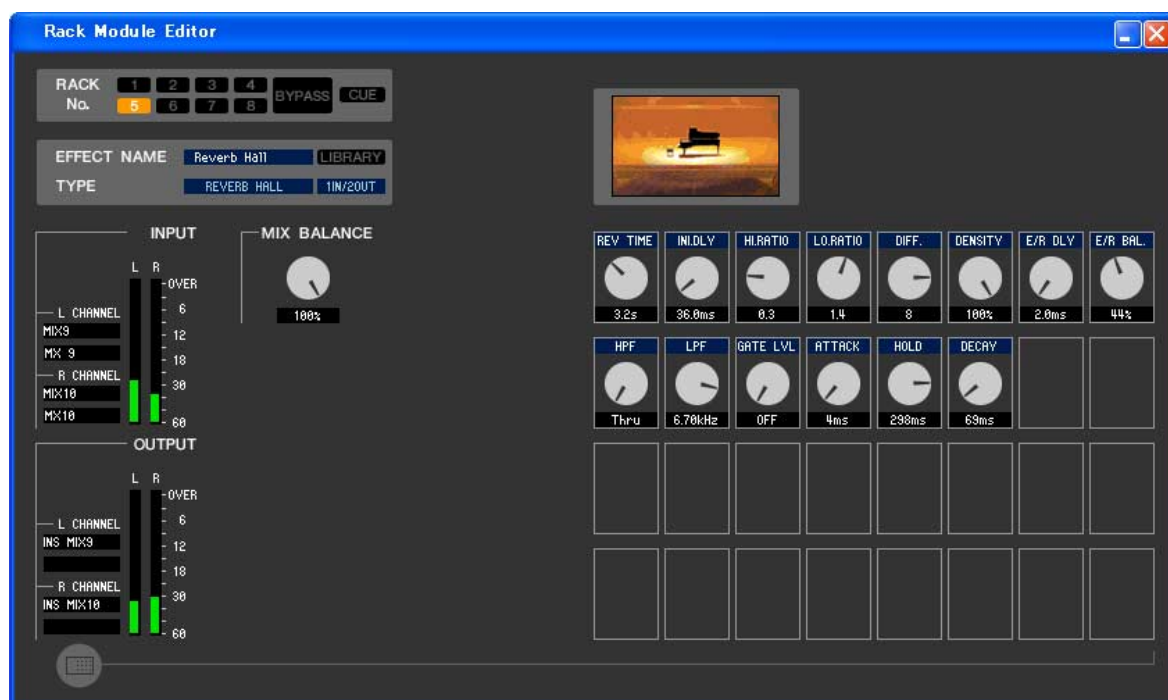 Rack Module Editor
RACK No. 1 2 3 4 5 6 7 8 BYPASS CUE
EFFECT NAME Reverb Hall LIBRARY
TYPE REVERB HALL 1IN/2OUT
INPUT
L R
OVER
6
12
18
30
60
L CHANNEL
MIX9
MX 9
R CHANNEL
MIX10
MX10
MIX BALANCE
100%
OUTPUT
L R
OVER
6
12
18
30
60
L CHANNEL
INS MIX9
R CHANNEL
INS MIX10
REV TIME INI.DLY HI.RATIO LO.RATIO DIFF. DENSITY E/R DLY E/R BAL.
3.2s 36.0ms 0.3 1.4 8 100% 2.0ms 44%
HPF LPF GATE LVL ATTACK HOLD DECAY
Thru 6.70kHz OFF 4ms 298ms 69ms